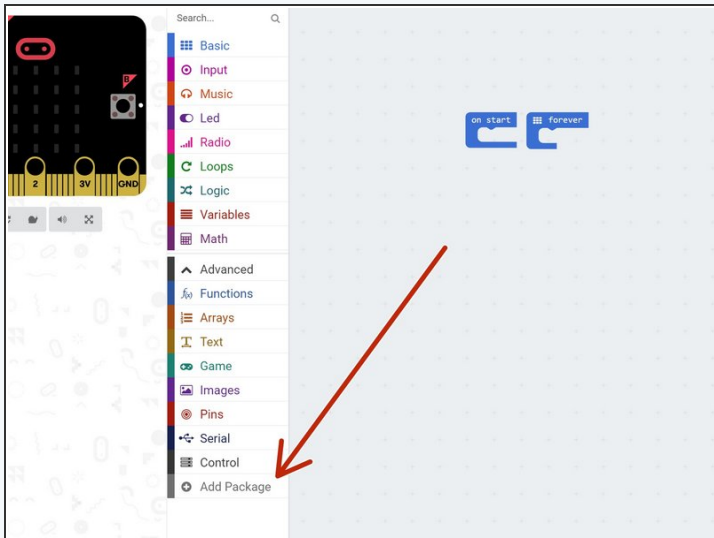 Search...
Basic
Input
Music
Led
Radio
Loops
Logic
Variables
Math
Advanced
f(x) Functions
Arrays
T Text
Game
Images
Pins
Serial
Control
Add Package
on start
forever
B
2 3V GND